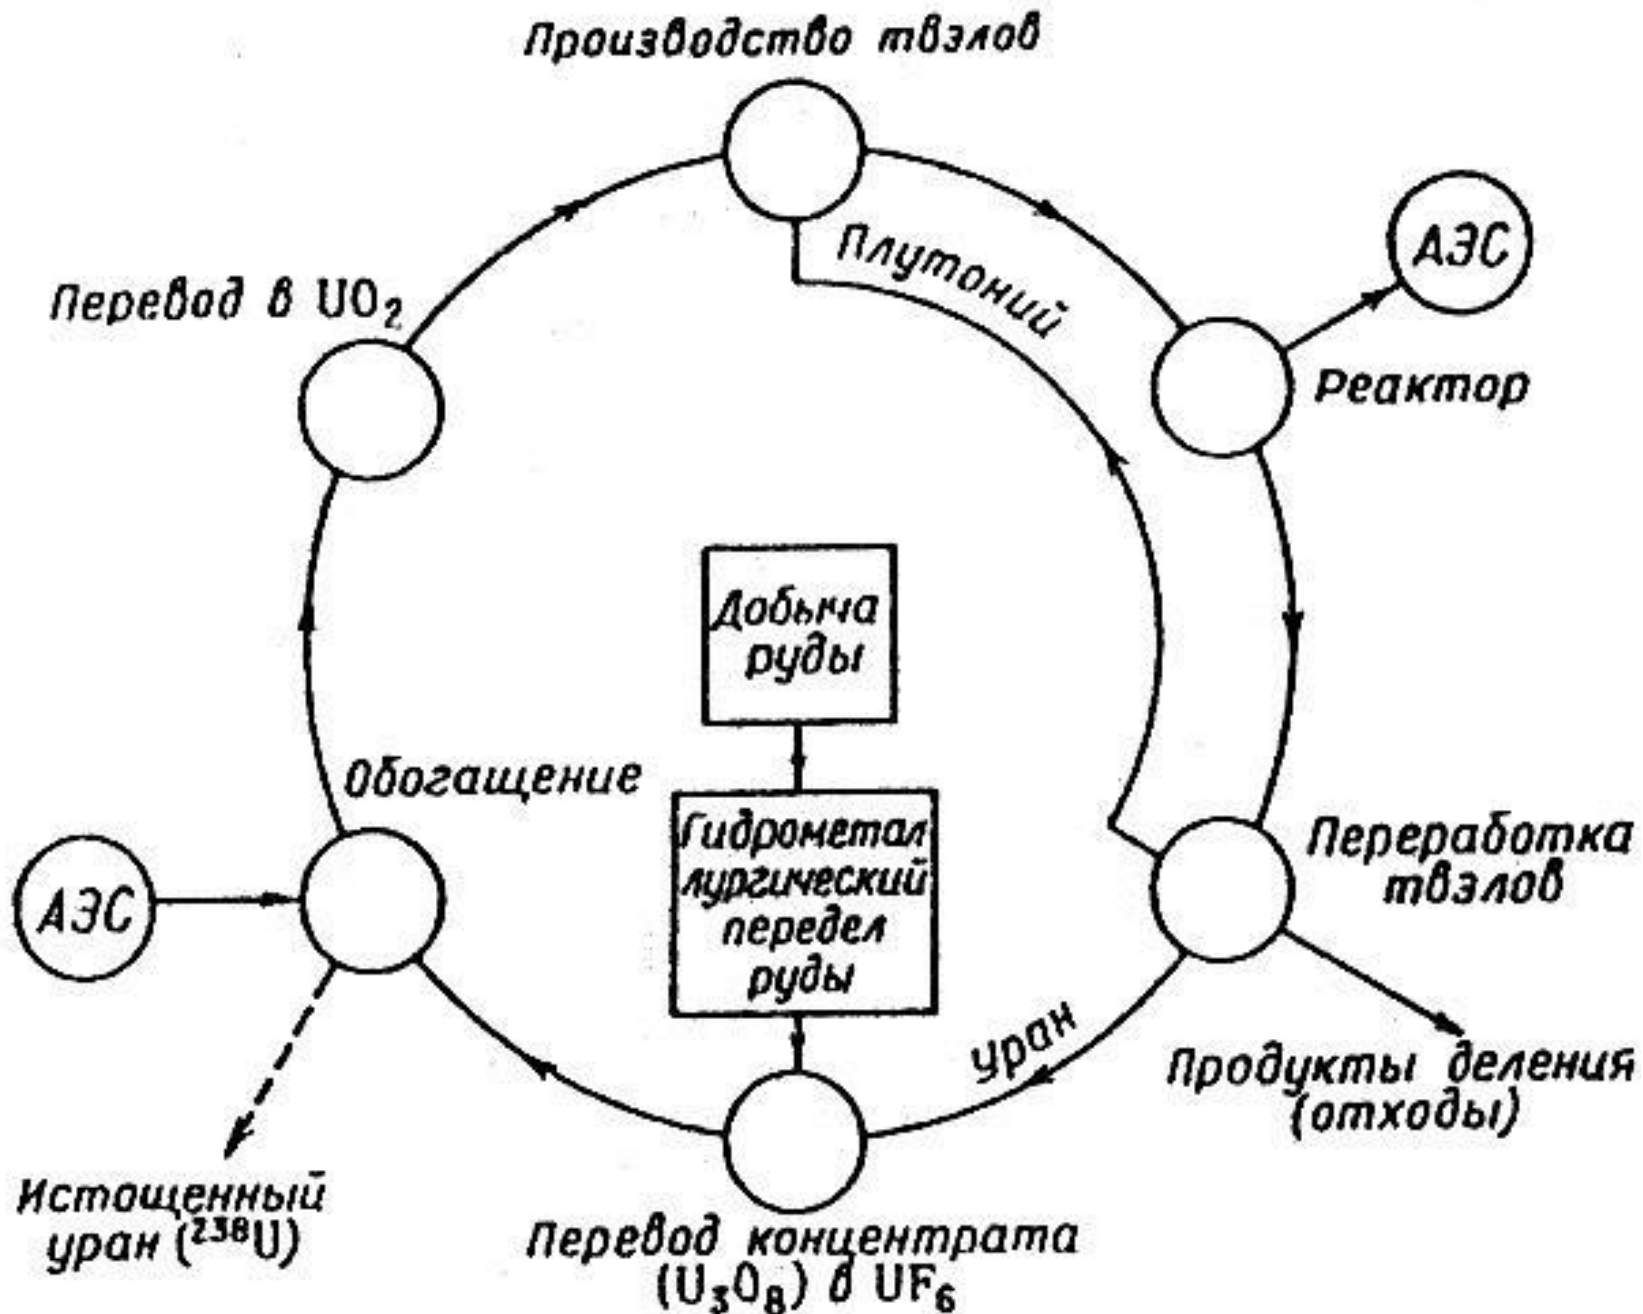 Производство твэлов
Плутоний
АЭС
Перевод в UO₂
Реактор
Добыча
руды
Обогащение
Гидрометал
лургический
передел
руды
Переработка
твэлов
АЭС
Уран
Продукты деления
(отходы)
Истощенный
уран (²³⁸U)
Перевод концентрата
(U₃O₈) в UF₆